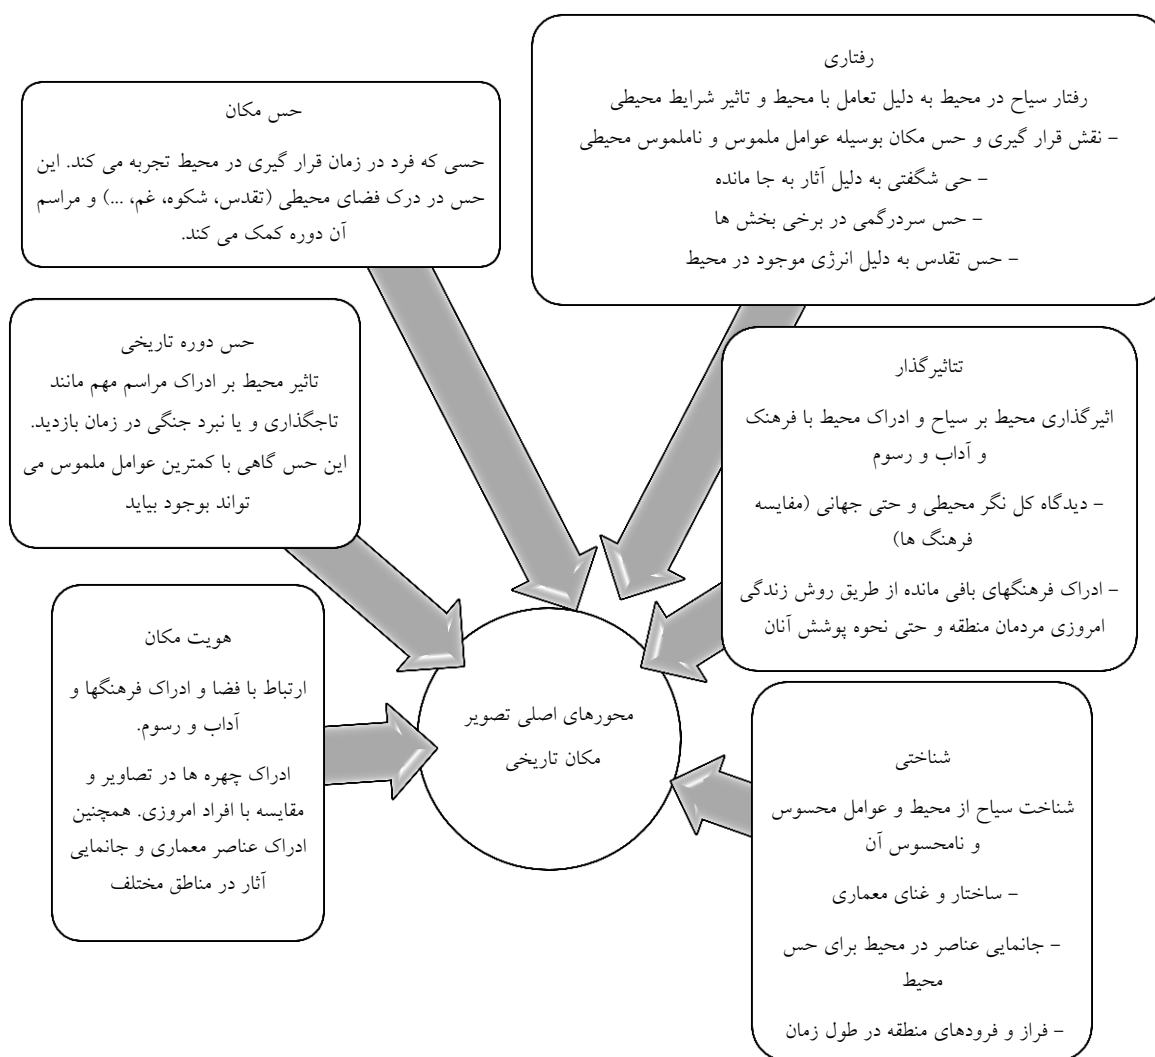 رفتاری
رفتار سیاح در محیط به دلیل تعامل با محیط و تاثیر شرایط محیطی
- نقش قرار گیری و حس مکان بوسیله عوامل ملموس و ناملموس محیطی
- حی شگفتی به دلیل آثار به جا مانده
- حس سردرگمی در برخی بخش ها
- حس تقدس به دلیل انرژی موجود در محیط
حس مکان
حسی که فرد در زمان قرار گیری در محیط تجربه می کند. این
حس در درک فضای محیطی (تقدس، شکوه، غم، ...) و مراسم
آن دوره کمک می کند.
تتاثیرگذار
اثیرگذاری محیط بر سیاح و ادراک محیط با فرهنک
و آداب و رسوم
- دیدگاه کل نگر محیطی و حتی جهانی (مفایسه
فرهنگ ها)
- ادراک فرهنگهای بافی مانده از طریق روش زندگی
امروزی مردمان منطقه و حتی نحوه پوشش آنان
حس دوره تاریخی
تاثیر محیط بر ادراک مراسم مهم مانند
تاجگذاری و یا نبرد جنگی در زمان بازدید.
این حس گاهی با کمترین عوامل ملموس می
تواند بوجود بیاید
هویت مکان
ارتباط با فضا و ادراک فرهنگها و
آداب و رسوم.
ادراک چهره ها در تصاویر و
مقایسه با افراد امروزی. همچنین
ادراک عناصر معماری و جانمایی
آثار در مناطق مختلف
محورهای اصلی تصویر
مکان تاریخی
شناختی
شناخت سیاح از محیط و عوامل محسوس
و نامحسوس آن
- ساختار و غنای معماری
- جانمایی عناصر در محیط برای حس
محیط
- فراز و فرودهای منطقه در طول زمان